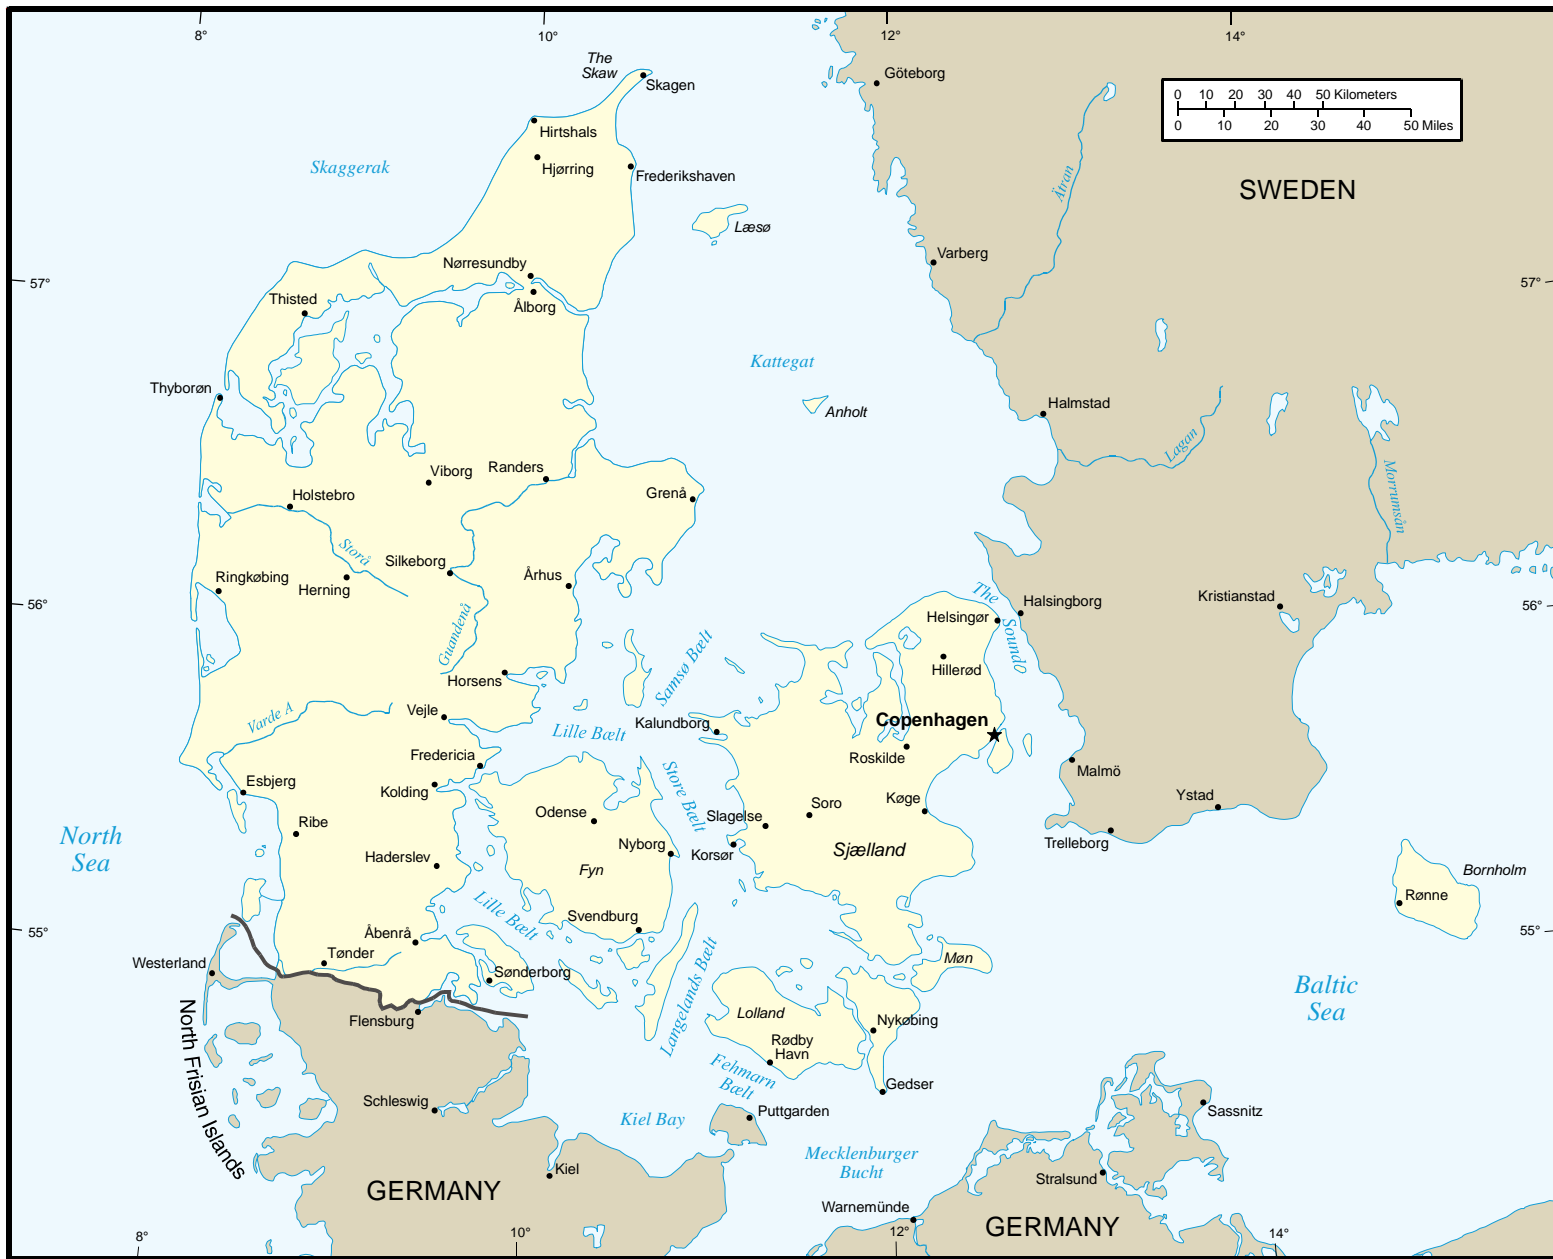 8°
10°
12°
14°
The
Skaw
Skagen
Göteborg
0 10 20 30 40 50 Kilometers
0 10 20 30 40 50 Miles
Hirtshals
Hjørring
Frederikshaven
Skaggerak
SWEDEN
Ätran
Læsø
Varberg
Nørresundby
57°
57°
Thisted
Ålborg
Kattegat
Thyborøn
Anholt
Halmstad
Lagan
Morrumsån
Viborg
Randers
Grenå
Holstebro
Storå
Silkeborg
Århus
Ringkøbing
Herning
Guandenå
56°
56°
The Sound
Helsingør
Halsingborg
Kristianstad
Hillerød
Samsø Bælt
Horsens
Varde A
Vejle
Lille Bælt
Kalundborg
Copenhagen
Fredericia
Roskilde
Malmö
Store Bælt
Esbjerg
Kolding
Odense
Slagelse
Soro
Køge
Ystad
Ribe
North
Sea
Nyborg
Korsør
Sjælland
Trelleborg
Haderslev
Fyn
Bornholm
Rønne
Lille Bælt
Svendburg
Åbenrå
55°
55°
Tønder
Westerland
Sønderborg
Langelands Bælt
Møn
Baltic
Sea
Lolland
Flensburg
Nykøbing
Rødby
Havn
North Frisian Islands
Fehmarn
Bælt
Gedser
Schleswig
Kiel Bay
Puttgarden
Sassnitz
Mecklenburger
Bucht
Kiel
Stralsund
GERMANY
Warnemünde
GERMANY
8°
10°
12°
14°